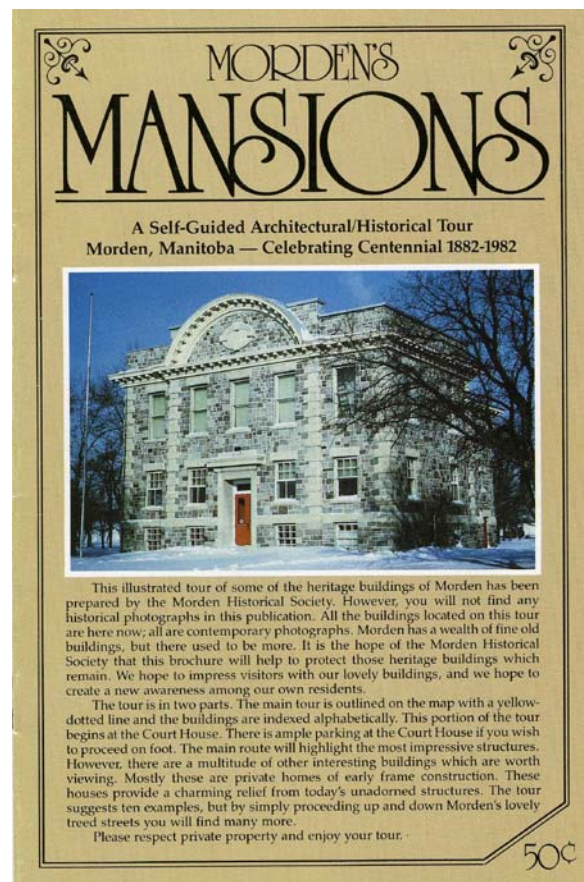 MORDEN'S
MANSIONS
A Self-Guided Architectural/Historical Tour
Morden, Manitoba — Celebrating Centennial 1882-1982
This illustrated tour of some of the heritage buildings of Morden has been
prepared by the Morden Historical Society. However, you will not find any
historical photographs in this publication. All the buildings located on this tour
are here now; all are contemporary photographs. Morden has a wealth of fine old
buildings, but there used to be more. It is the hope of the Morden Historical
Society that this brochure will help to protect those heritage buildings which
remain. We hope to impress visitors with our lovely buildings, and we hope to
create a new awareness among our own residents.
The tour is in two parts. The main tour is outlined on the map with a yellow-
dotted line and the buildings are indexed alphabetically. This portion of the tour
begins at the Court House. There is ample parking at the Court House if you wish
to proceed on foot. The main route will highlight the most impressive structures.
However, there are a multitude of other interesting buildings which are worth
viewing. Mostly these are private homes of early frame construction. These
houses provide a charming relief from today's unadorned structures. The tour
suggests ten examples, but by simply proceeding up and down Morden's lovely
treed streets you will find many more.
Please respect private property and enjoy your tour.
50¢